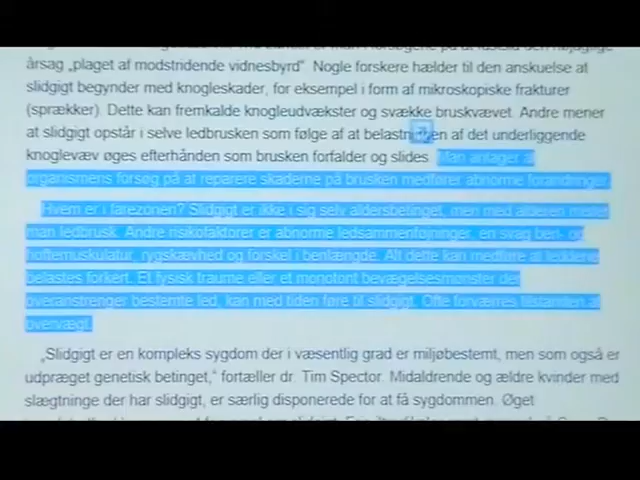 årsag „plaget af modstridende vidnesbyrd”. Nogle forskere hælder til den anskuelse at
slidgigt begynder med knogleskader, for eksempel i form af mikroskopiske frakturer
(sprækker). Dette kan fremkalde knogleudvækster og svække bruskvævet. Andre mener
at slidgigt opstår i selve ledbrusken som følge af at belastningen af det underliggende
knoglevæv øges efterhånden som brusken forfalder og slides. Man antager at
organismens forsøg på at reparere skaderne på brusken medfører abnorme forandringer.
Hvem er i farezonen? Slidgigt er ikke i sig selv aldersbetinget, men med alderen mister
man ledbrusk. Andre risikofaktorer er abnorme ledsammenføjninger, en svag ben- og
hoftemuskulatur, rygskævhed og forskel i benlængde. Alt dette kan medføre at leddene
belastes forkert. Et fysisk traume eller et monotont bevægelsesmønster der
overanstrenger bestemte led, kan med tiden føre til slidgigt. Ofte forværres tilstanden af
overvægt.
„Slidgigt er en kompleks sygdom der i væsentlig grad er miljøbestemt, men som også er
udpræget genetisk betinget,” fortæller dr. Tim Spector. Midaldrende og ældre kvinder med
slægtninge der har slidgigt, er særlig disponerede for at få sygdommen. Øget